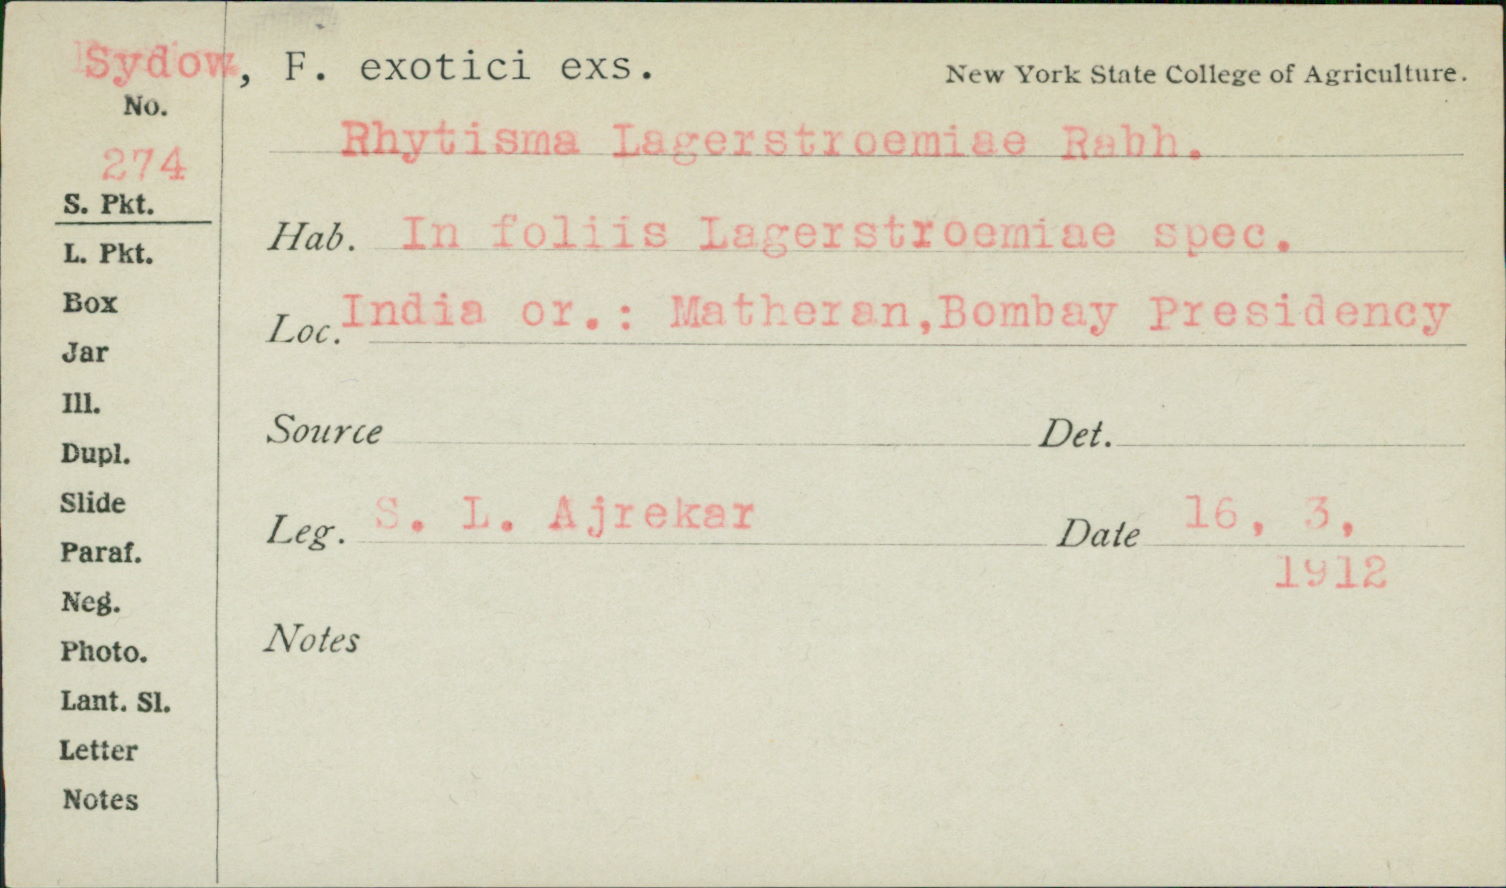 Sydow, F. exotici exs.
New York State College of Agriculture.
No.
274
Rhytisma Lagerstroemiae Rabh.
S. Pkt.
Hab. In foliis Lagerstroemiae spec.
L. Pkt.
Box
Loc. India or.: Matheran,Bombay Presidency
Jar
Ill.
Source
Det.
Dupl.
Slide
Leg. S. L. Ajrekar
Date 16, 3,
1912
Paraf.
Neg.
Notes
Photo.
Lant. Sl.
Letter
Notes